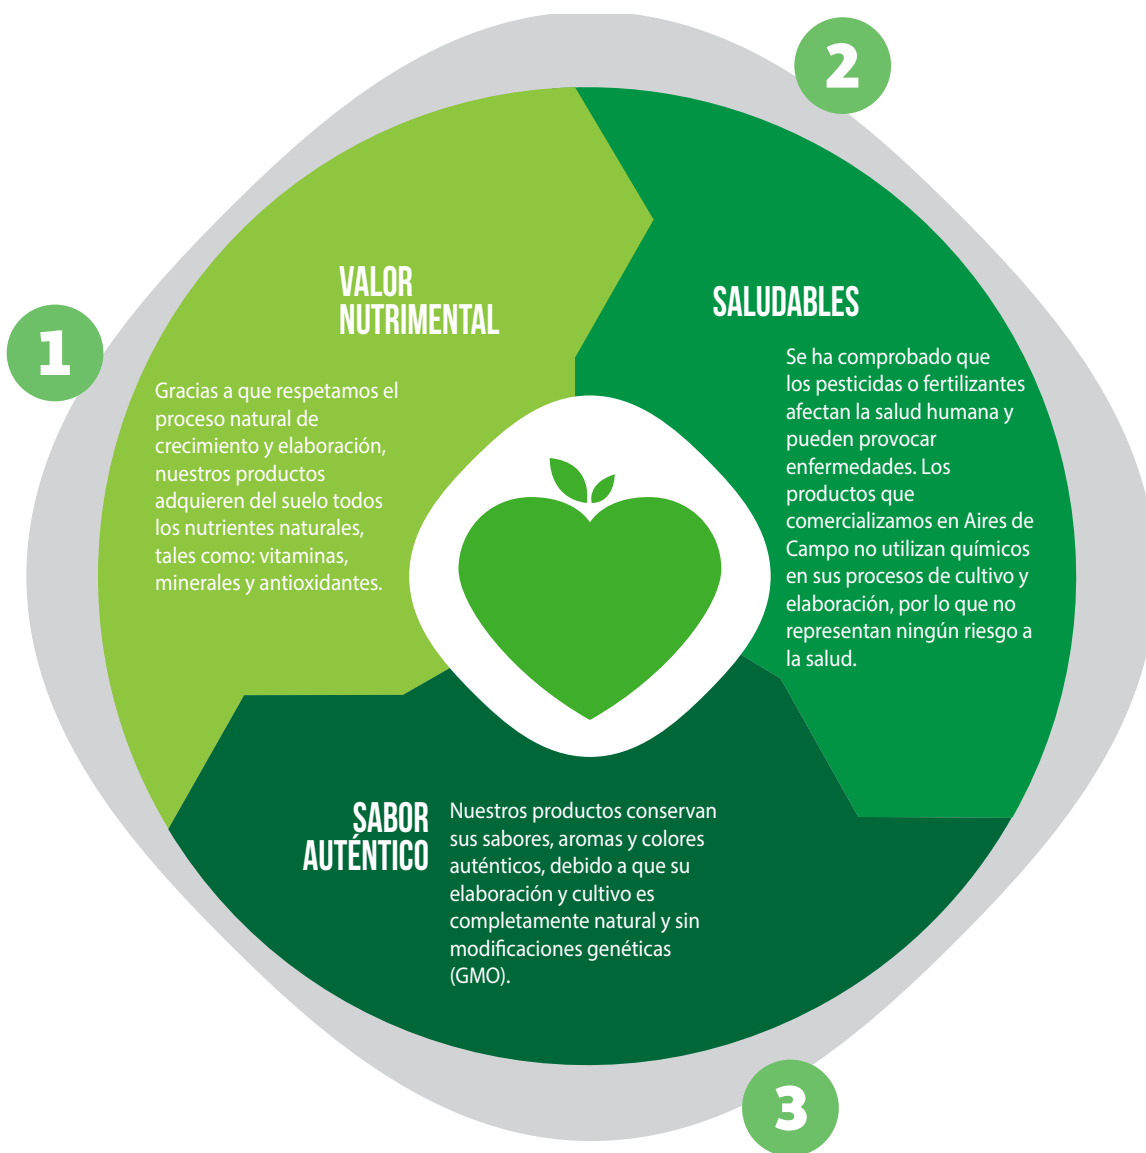 1
VALOR
NUTRIMENTAL
Gracias a que respetamos el
proceso natural de
crecimiento y elaboración,
nuestros productos
adquieren del suelo todos
los nutrientes naturales,
tales como: vitaminas,
minerales y antioxidantes.
2
SALUDABLES
Se ha comprobado que
los pesticidas o fertilizantes
afectan la salud humana y
pueden provocar
enfermedades. Los
productos que
comercializamos en Aires de
Campo no utilizan químicos
en sus procesos de cultivo y
elaboración, por lo que no
representan ningún riesgo a
la salud.
SABOR
AUTÉNTICO
Nuestros productos conservan
sus sabores, aromas y colores
auténticos, debido a que su
elaboración y cultivo es
completamente natural y sin
modificaciones genéticas
(GMO).
3